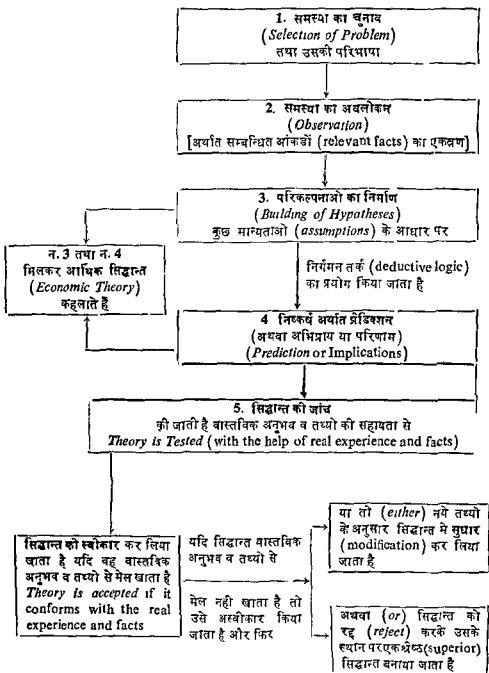 1. समस्या का चुनाव
(Selection of Problem)
तथा उसकी परिभाषा
2. समस्या का अवलोकन
(Observation)
[अर्थात सम्बन्धित आंकडों (relevant facts) का एकत्रण]
3. परिकल्पनाओ का निर्माण
(Building of Hypotheses)
कुछ मान्यताओं (assumptions) के आधार पर
न. 3 तथा न. 4
मिलकर आर्थिक सिद्धान्त
(Economic Theory)
कहलाते हैं
निर्गमन तर्क (deductive logic)
का प्रयोग किया जाता है
4 निष्कर्ष अर्थात प्रेडिक्शन
(अथवा अभिप्राय या परिणाम)
(Prediction or Implications)
5. सिद्धान्त की जांच
की जाती है वास्तविक अनुभव व तथ्यो की सहायता से
Theory is Tested (with the help of real experience and facts)
सिद्धान्त को स्वीकार कर लिया
जाता है यदि वह वास्तविक
अनुभव व तथ्यो से मेल खाता है
Theory is accepted if it
conforms with the real
experience and facts
यदि सिद्धान्त वास्तविक
अनुभव व तथ्यो से
मेल नही खाता है तो
उसे अस्वीकार किया
जाता है और फिर
या तो (either) नये तथ्यो
के अनुसार सिद्धान्त मे सुधार
(modification) कर लिया
जाता है
अथवा (or) सिद्धान्त को
रद्द (reject) करके उसके
स्थान पर एक श्रेष्ठ (superior)
सिद्धान्त बनाया जाता है